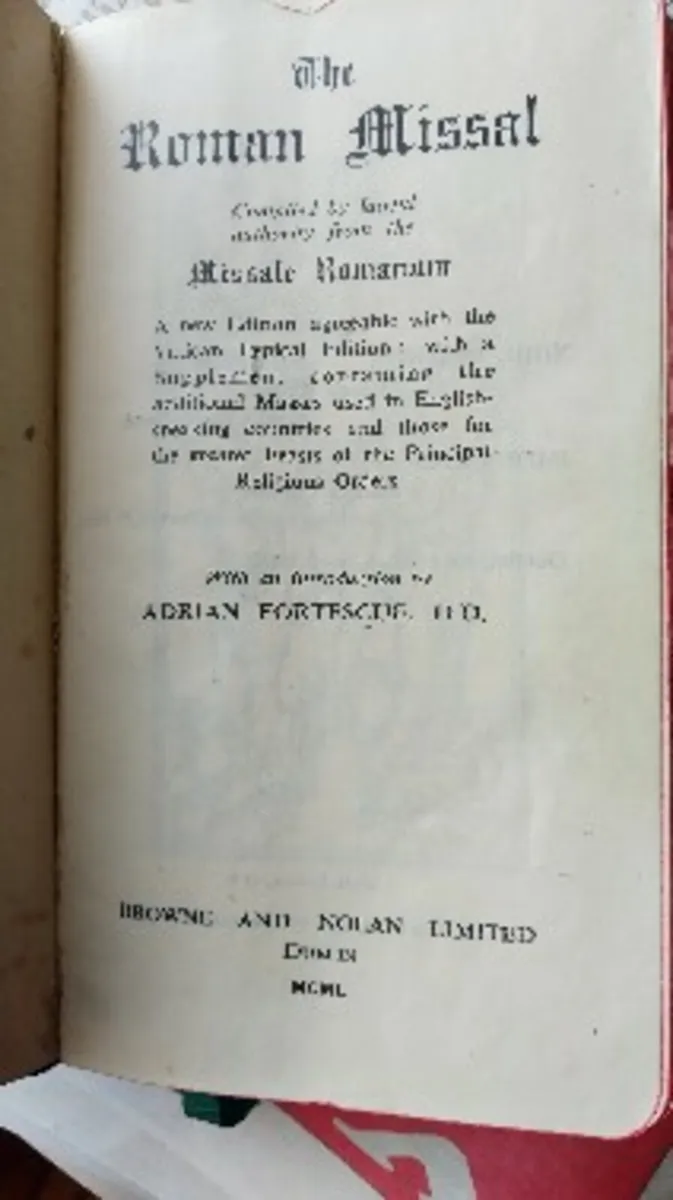 The
Roman Missal
Compiled by lawful
authority from the
Missale Romanum
A new Edition agreeable with the
Vatican Typical Edition: with a
Supplement containing the
additional Masses used in English-
speaking countries and those for
the greater Feasts of the Principal
Religious Orders
With an Introduction by
ADRIAN FORTESCUE, D.D.
BROWNE AND NOLAN LIMITED
DUBLIN
MCML